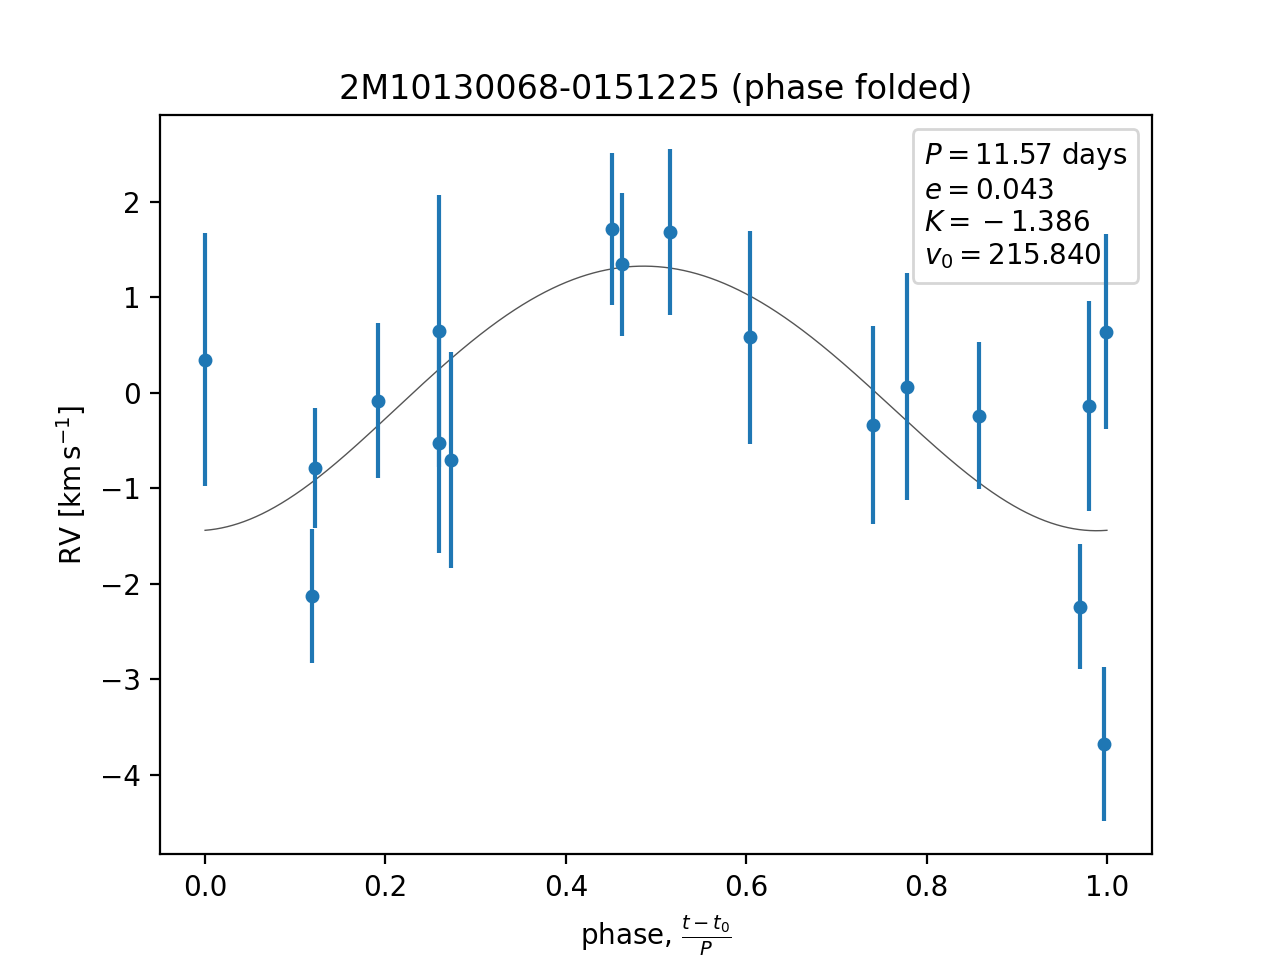 2M10130068-0151225 (phase folded)
P = 11.57 days
e = 0.043
K = −1.386
v₀ = 215.840
RV [km s⁻¹]
2
1
0
−1
−2
−3
−4
0.0 0.2 0.4 0.6 0.8 1.0
phase, (t − t₀)/P